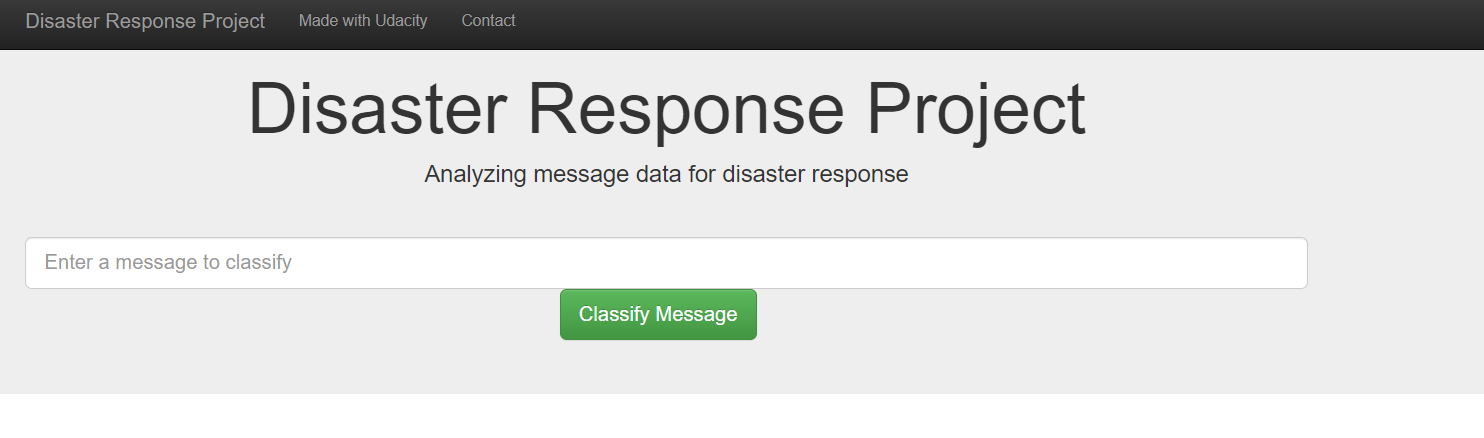 Disaster Response Project Made with Udacity Contact
Disaster Response Project
Analyzing message data for disaster response
Enter a message to classify
Classify Message